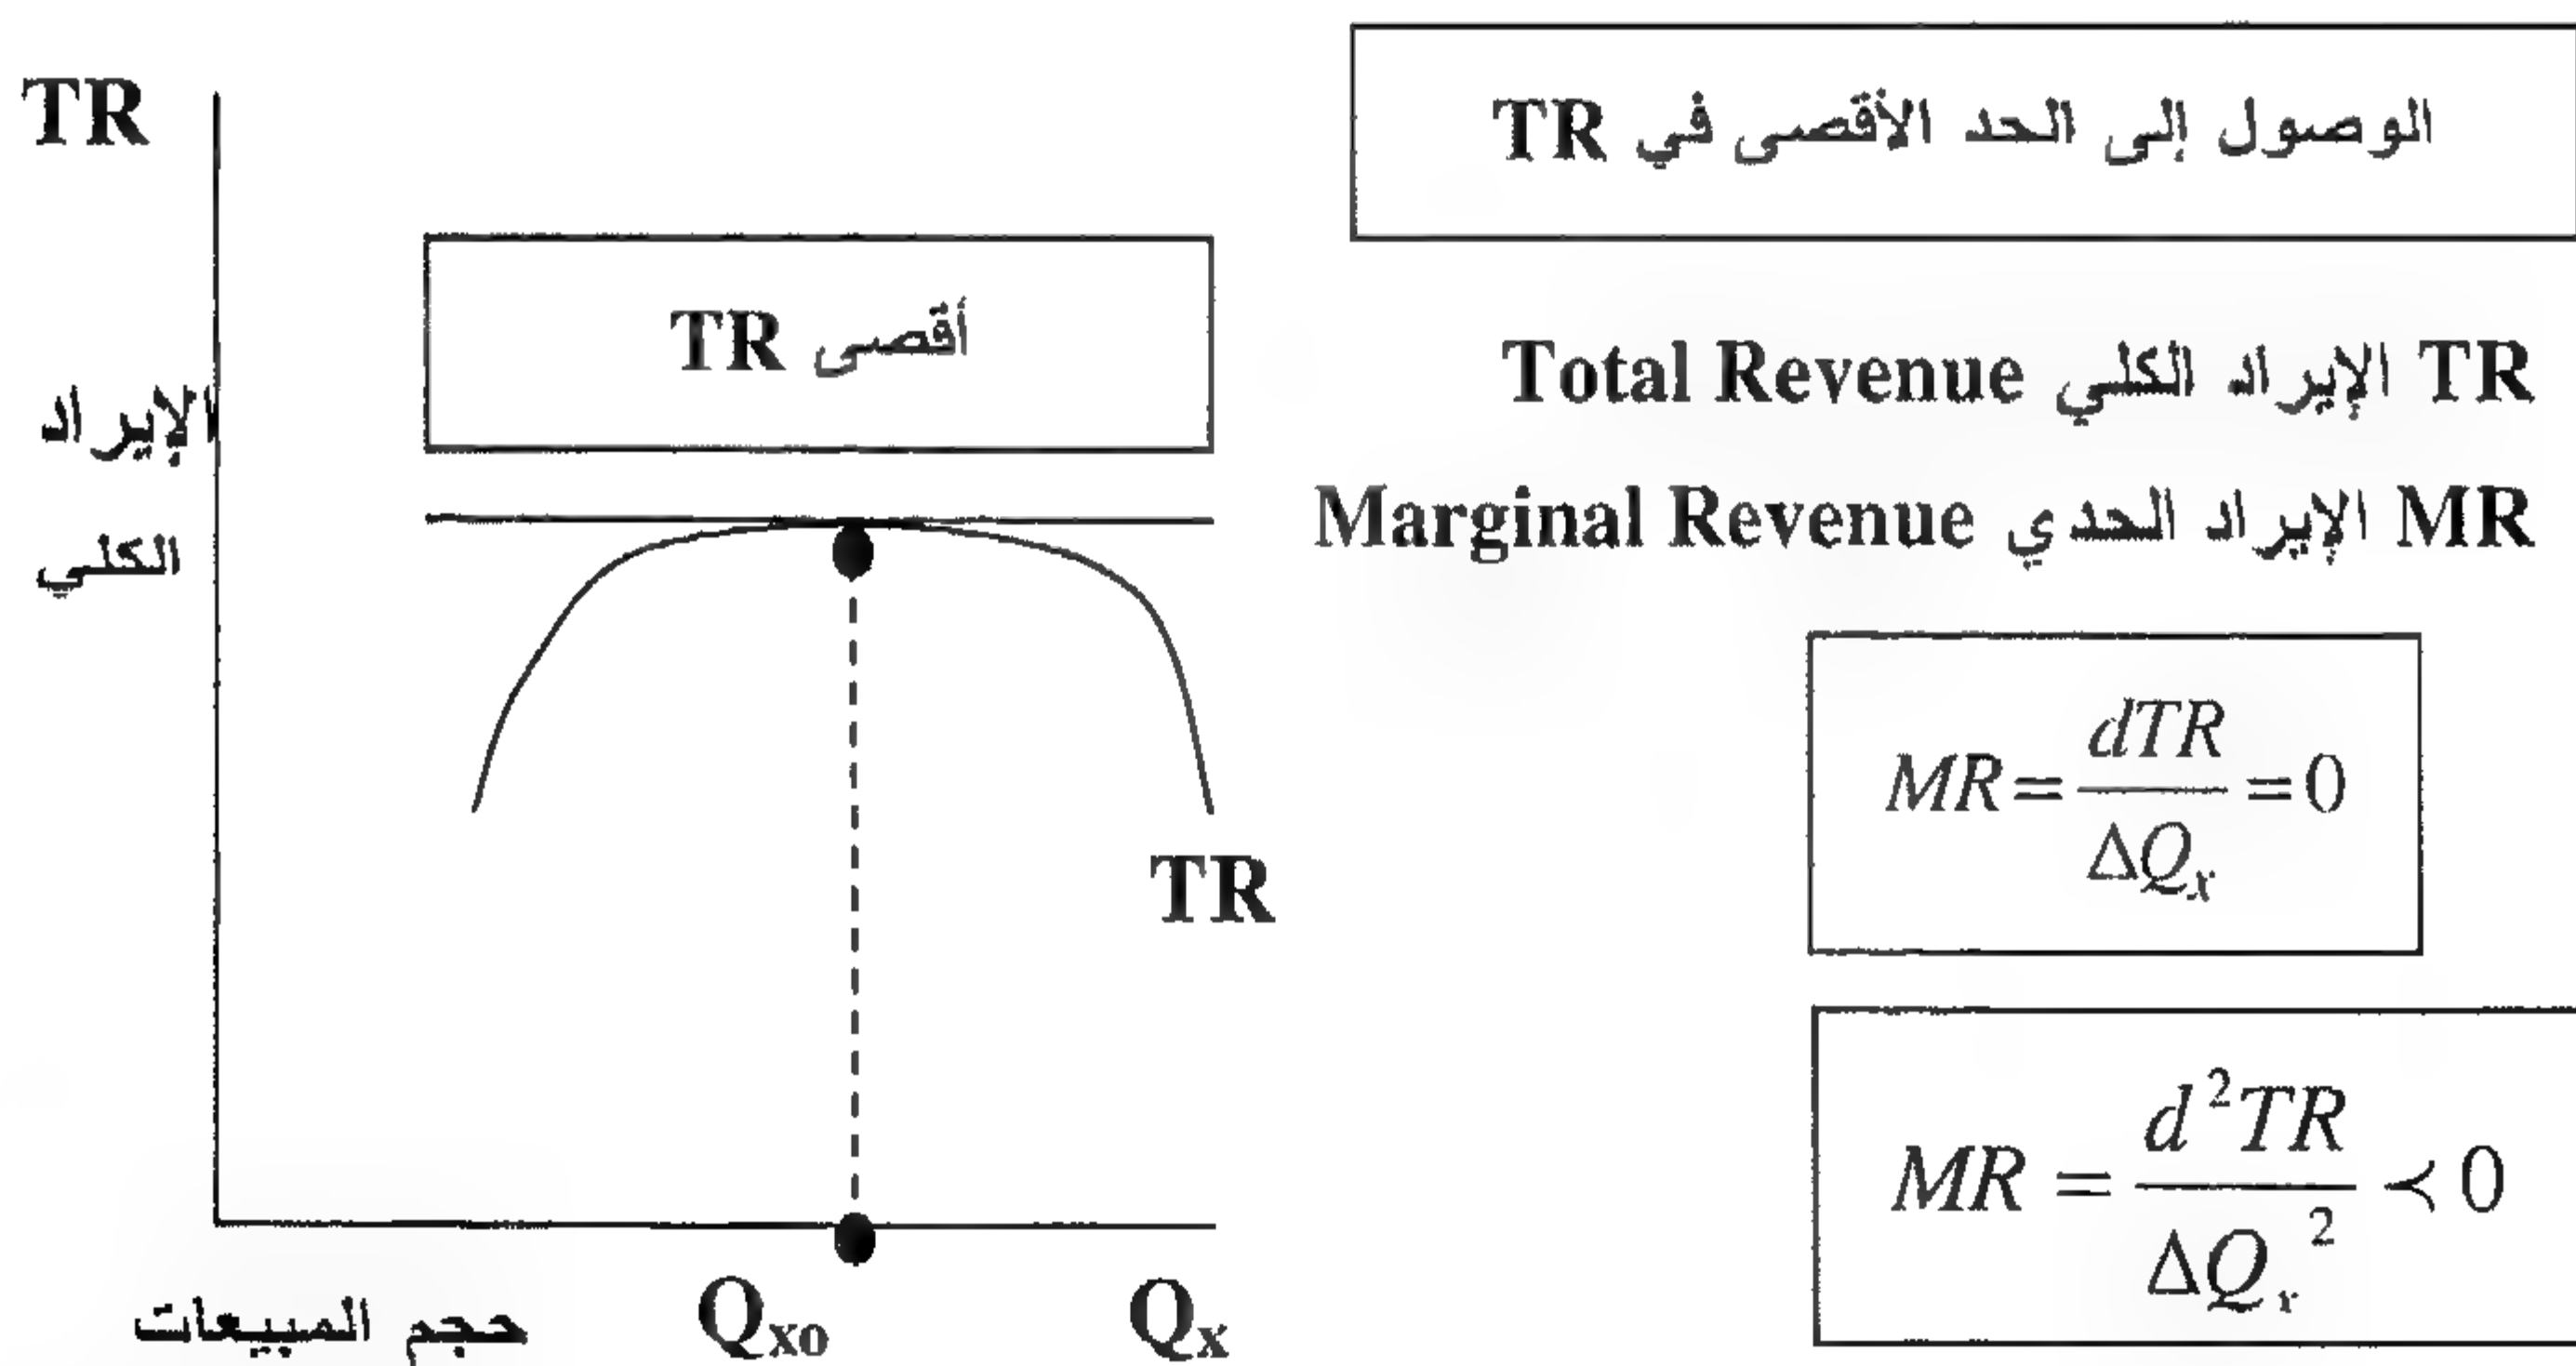 الوصول إلى الحد الأقصى في TR
TR
أقصى TR
TR الإيراد الكلي Total Revenue
الإيراد
الكلي
MR الإيراد الحدي Marginal Revenue
MR = dTR / ΔQx = 0
TR
MR = d²TR / ΔQx² ≺ 0
حجم المبيعات Qxo Qx